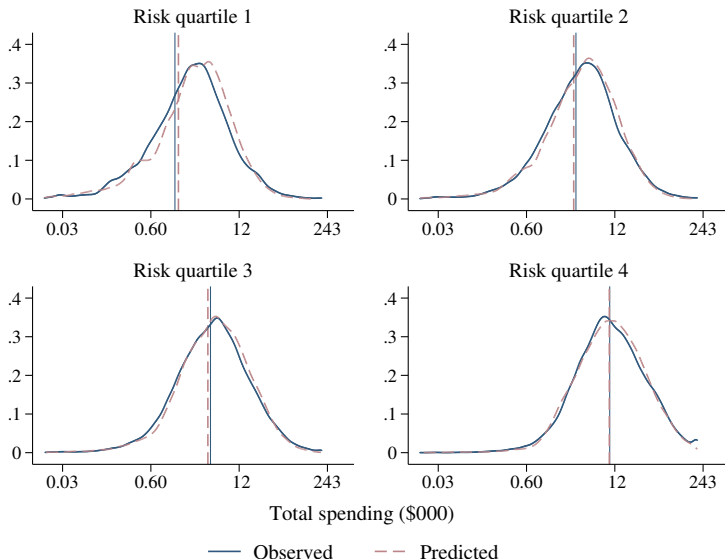 Risk quartile 1
.4
.3
.2
.1
0
0.03 0.60 12 243
Risk quartile 2
.4
.3
.2
.1
0
0.03 0.60 12 243
Risk quartile 3
.4
.3
.2
.1
0
0.03 0.60 12 243
Risk quartile 4
.4
.3
.2
.1
0
0.03 0.60 12 243
Total spending ($000)
Observed Predicted